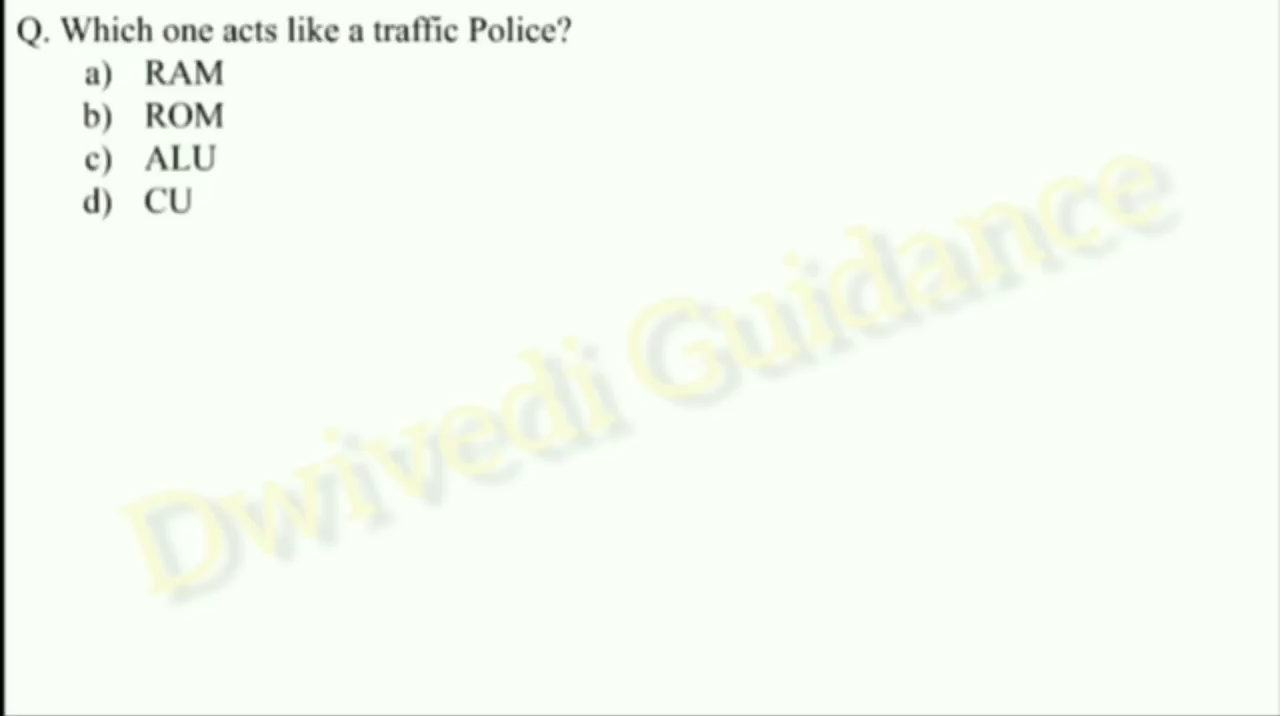 Q. Which one acts like a traffic Police?
a) RAM
b) ROM
c) ALU
d) CU
Dwivedi Guidance